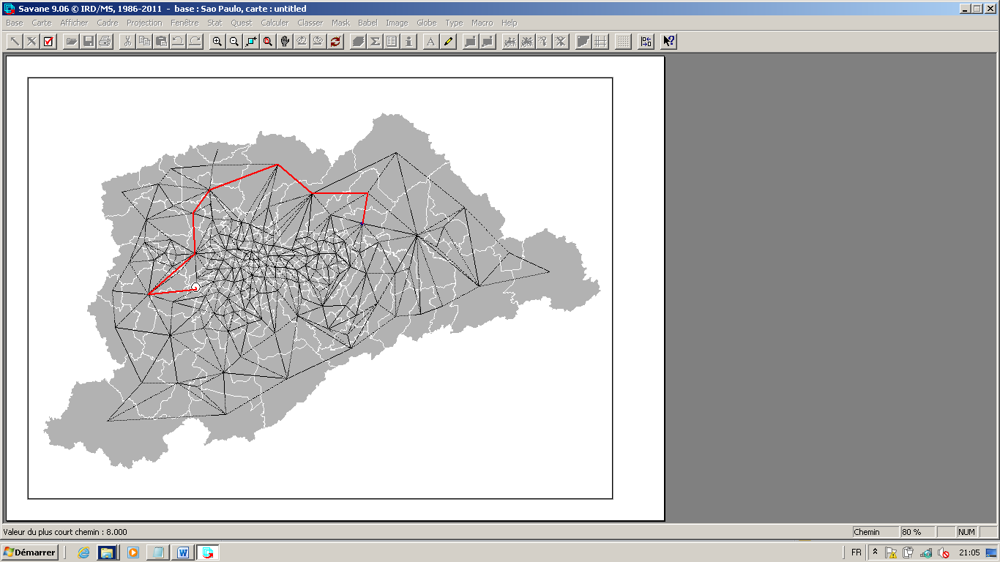 Savane 9.06 © IRD/MS, 1986-2011 - base : Sao Paulo, carte : untitled
Base Carte Afficher Cadre Projection Fenêtre Stat Quest Calculer Classer Mask Babel Image Globe Type Macro Help
Valeur du plus court chemin : 8.000 Chemin 80 % NUM
Démarrer FR 21:05